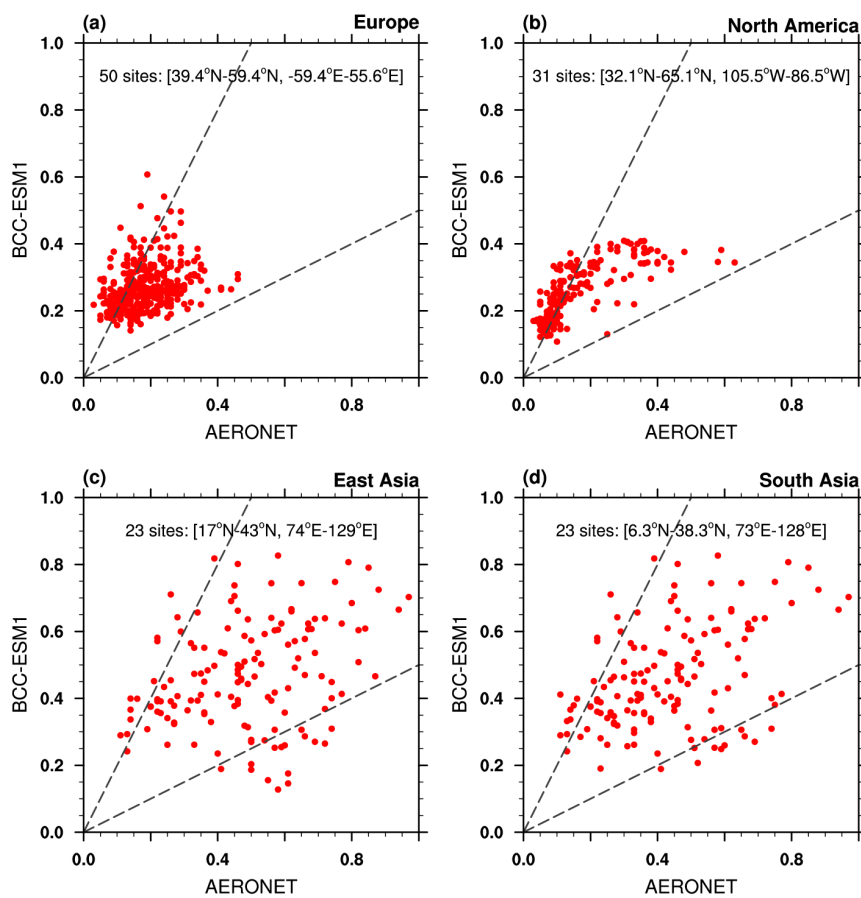 (a) Europe
50 sites: [39.4°N-59.4°N, -59.4°E-55.6°E]
1.0
0.8
0.6
0.4
0.2
0.0
BCC-ESM1
0.0 0.4 0.8
AERONET
(b) North America
31 sites: [32.1°N-65.1°N, 105.5°W-86.5°W]
1.0
0.8
0.6
0.4
0.2
0.0
BCC-ESM1
0.0 0.4 0.8
AERONET
(c) East Asia
23 sites: [17°N-43°N, 74°E-129°E]
1.0
0.8
0.6
0.4
0.2
0.0
BCC-ESM1
0.0 0.4 0.8
AERONET
(d) South Asia
23 sites: [6.3°N-38.3°N, 73°E-128°E]
1.0
0.8
0.6
0.4
0.2
0.0
BCC-ESM1
0.0 0.4 0.8
AERONET